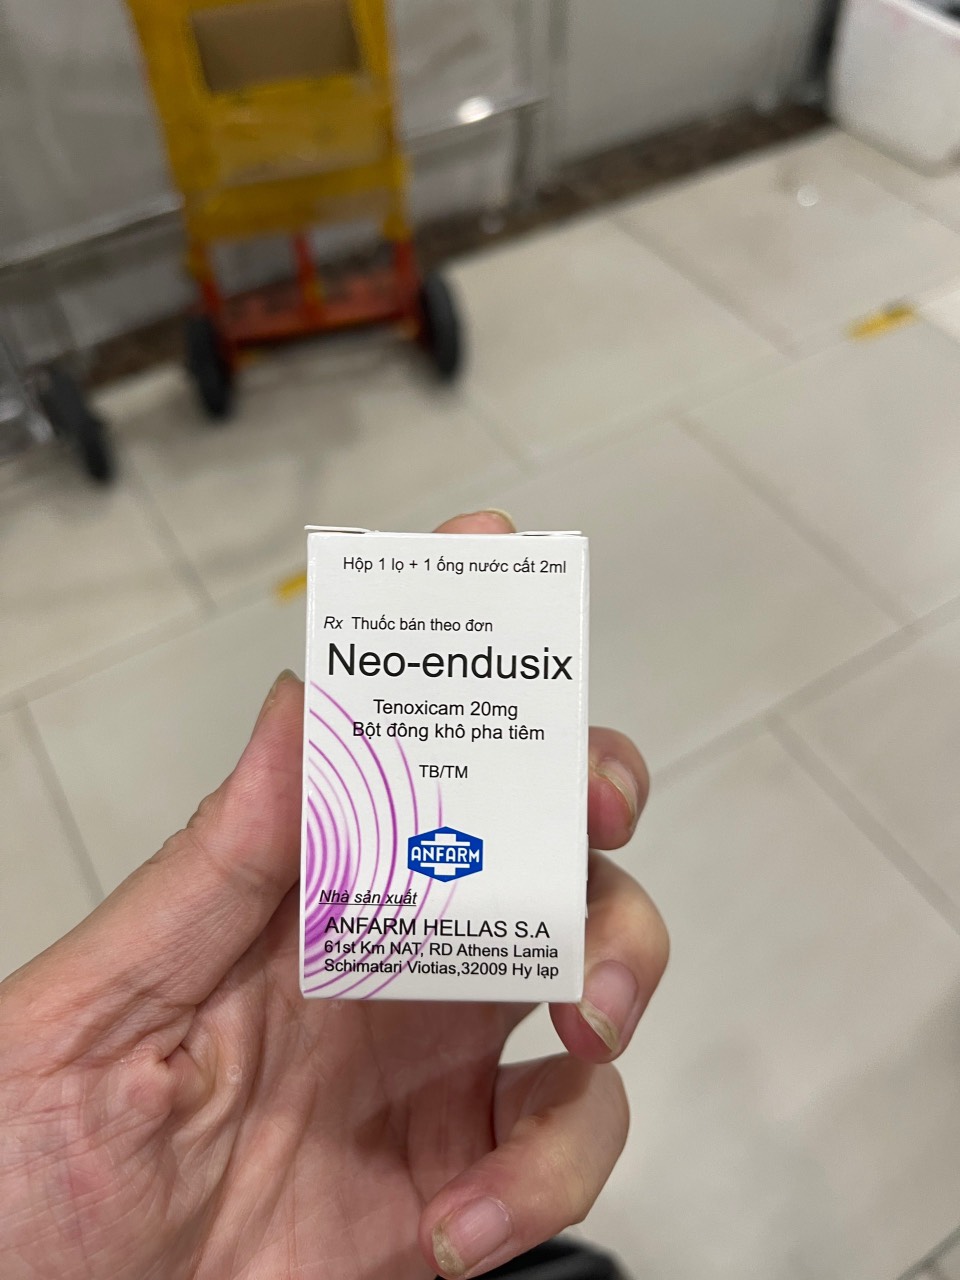 Hộp 1 lọ + 1 ống nước cất 2ml
Rx Thuốc bán theo đơn
Neo-endusix
Tenoxicam 20mg
Bột đông khô pha tiêm
TB/TM
ANFARM
Nhà sản xuất
ANFARM HELLAS S.A
61st Km NAT, RD Athens Lamia
Schimatari Viotias,32009 Hy lạp